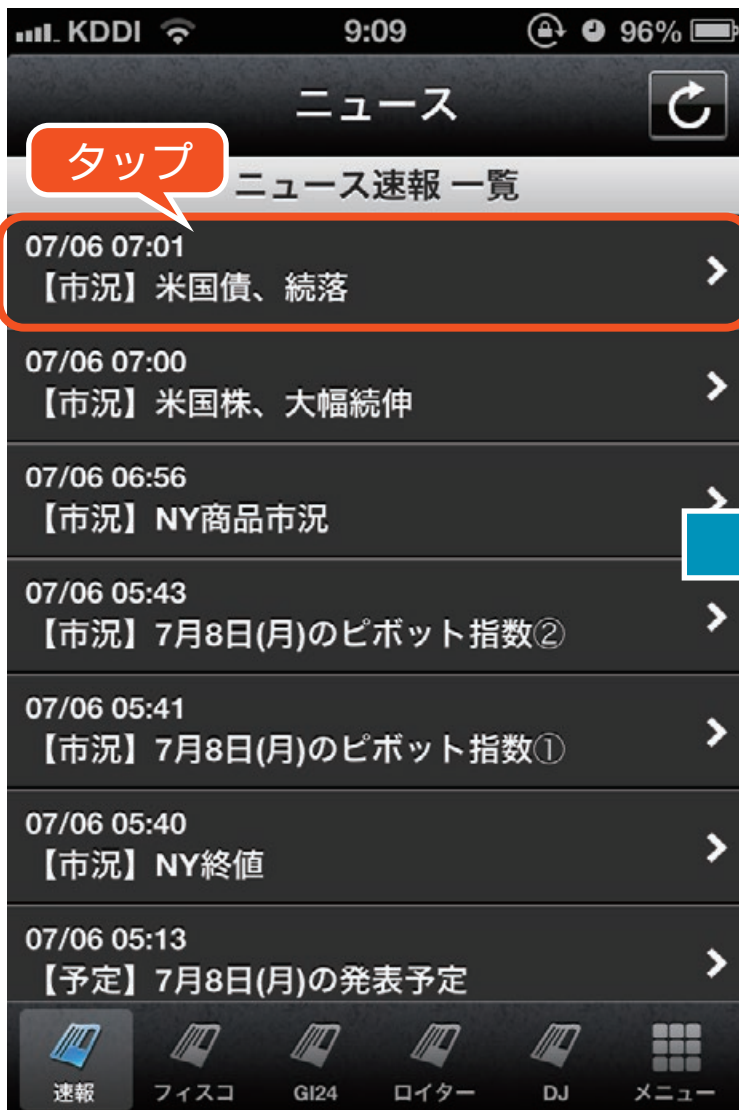 KDDI 9:09 96%
ニュース
タップ
ニュース速報 一覧
07/06 07:01
【市況】米国債、続落
07/06 07:00
【市況】米国株、大幅続伸
07/06 06:56
【市況】NY商品市況
07/06 05:43
【市況】7月8日(月)のピボット指数②
07/06 05:41
【市況】7月8日(月)のピボット指数①
07/06 05:40
【市況】NY終値
07/06 05:13
【予定】7月8日(月)の発表予定
速報 フィスコ GI24 ロイター DJ メニュー